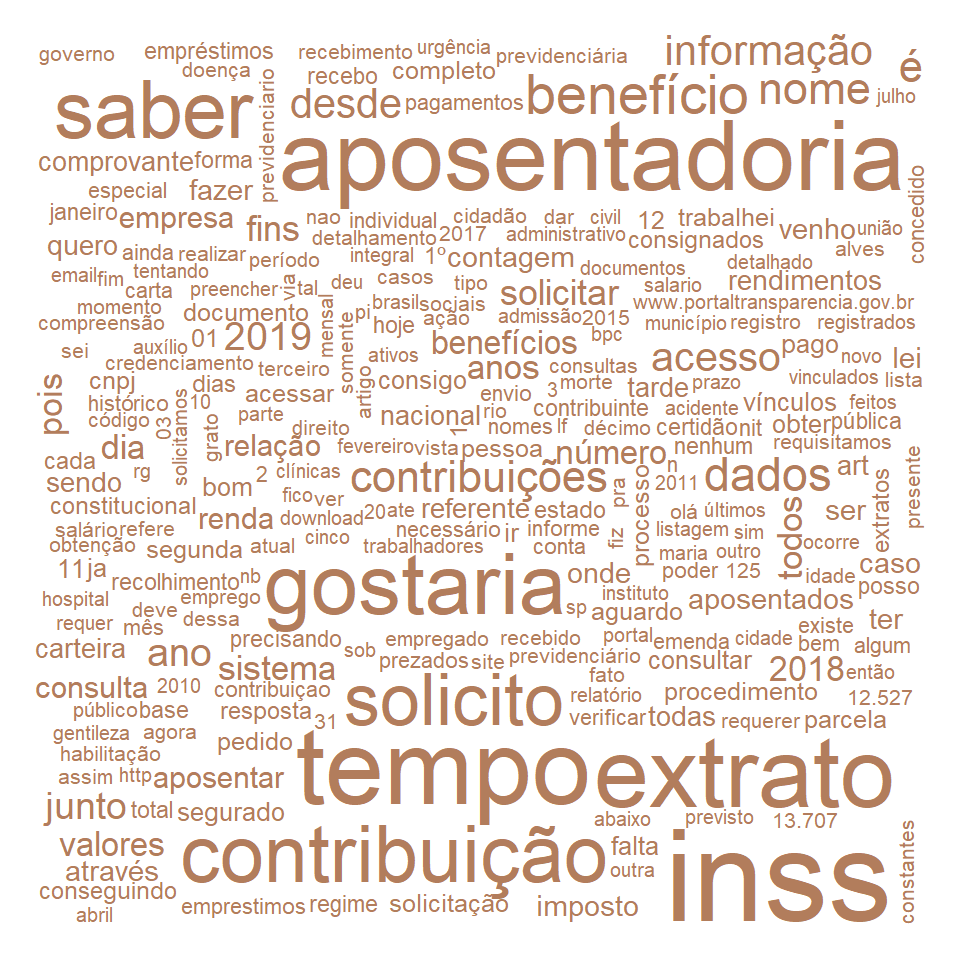 governo empréstimos recebimento urgência previdenciária informação é
doença recebo completo
saber previdenciario desde pagamentos benefício nome julho
aposentadoria
comprovante forma
especial fazer concedido
janeiro empresa fins nao individual cidadão dar civil 12 trabalhei venho união
quero ainda realizar detalhamento 2017 administrativo consignados alves
período integral 1º contagem documentos detalhado
email fim tentando carta preencher tal via deu casos tipo solicitar salario rendimentos
momento documento mensal pi brasil sociais admissão 2015 www.portaltransparencia.gov.br
compreensão 01 2019 somente hoje ação município registro registrados
sei auxílio benefícios bpc acesso pago novo lei
credenciamento terceiro ativos anos consultas vinculados lista
pois cnpj dias acessar artigo consigo envio 3 morte tarde prazo
histórico 10 parte nacional rio contribuinte acidente vínculos feitos
código 03 solicitamos grato direito 1 nomes lf décimo certidão nit obter pública
dia relação fevereiro vista pessoa número nenhum requisitamos
cada rg 2 clínicas contribuições processo n 2011 dados art extratos presente
sendo bom fico ver
constitucional renda download 20 ate referente estado pra olá últimos todos ser
salário refere cinco necessário ir informe fiz listagem sim
obtenção segunda atual trabalhadores conta maria outro ocorre
11 ja recolhimento nb gostaria onde poder 125 idade caso
hospital emprego instituto posso
requer mês deve dessa sp aguardo aposentados existe ter
carteira ano precisando sob empregado recebido portal emenda cidade bem algum
sistema prezados site previdenciário consultar 2018 então
consulta 2010 contribuiçao solicito fato relatório procedimento 12.527
público base resposta 31 verificar todas requerer parcela
gentileza agora pedido
habilitação tempo extrato
assim http aposentar
junto total segurado abaixo previsto 13.707
valores contribuição falta inss constantes
através outra
conseguindo
abril emprestimos regime solicitação imposto